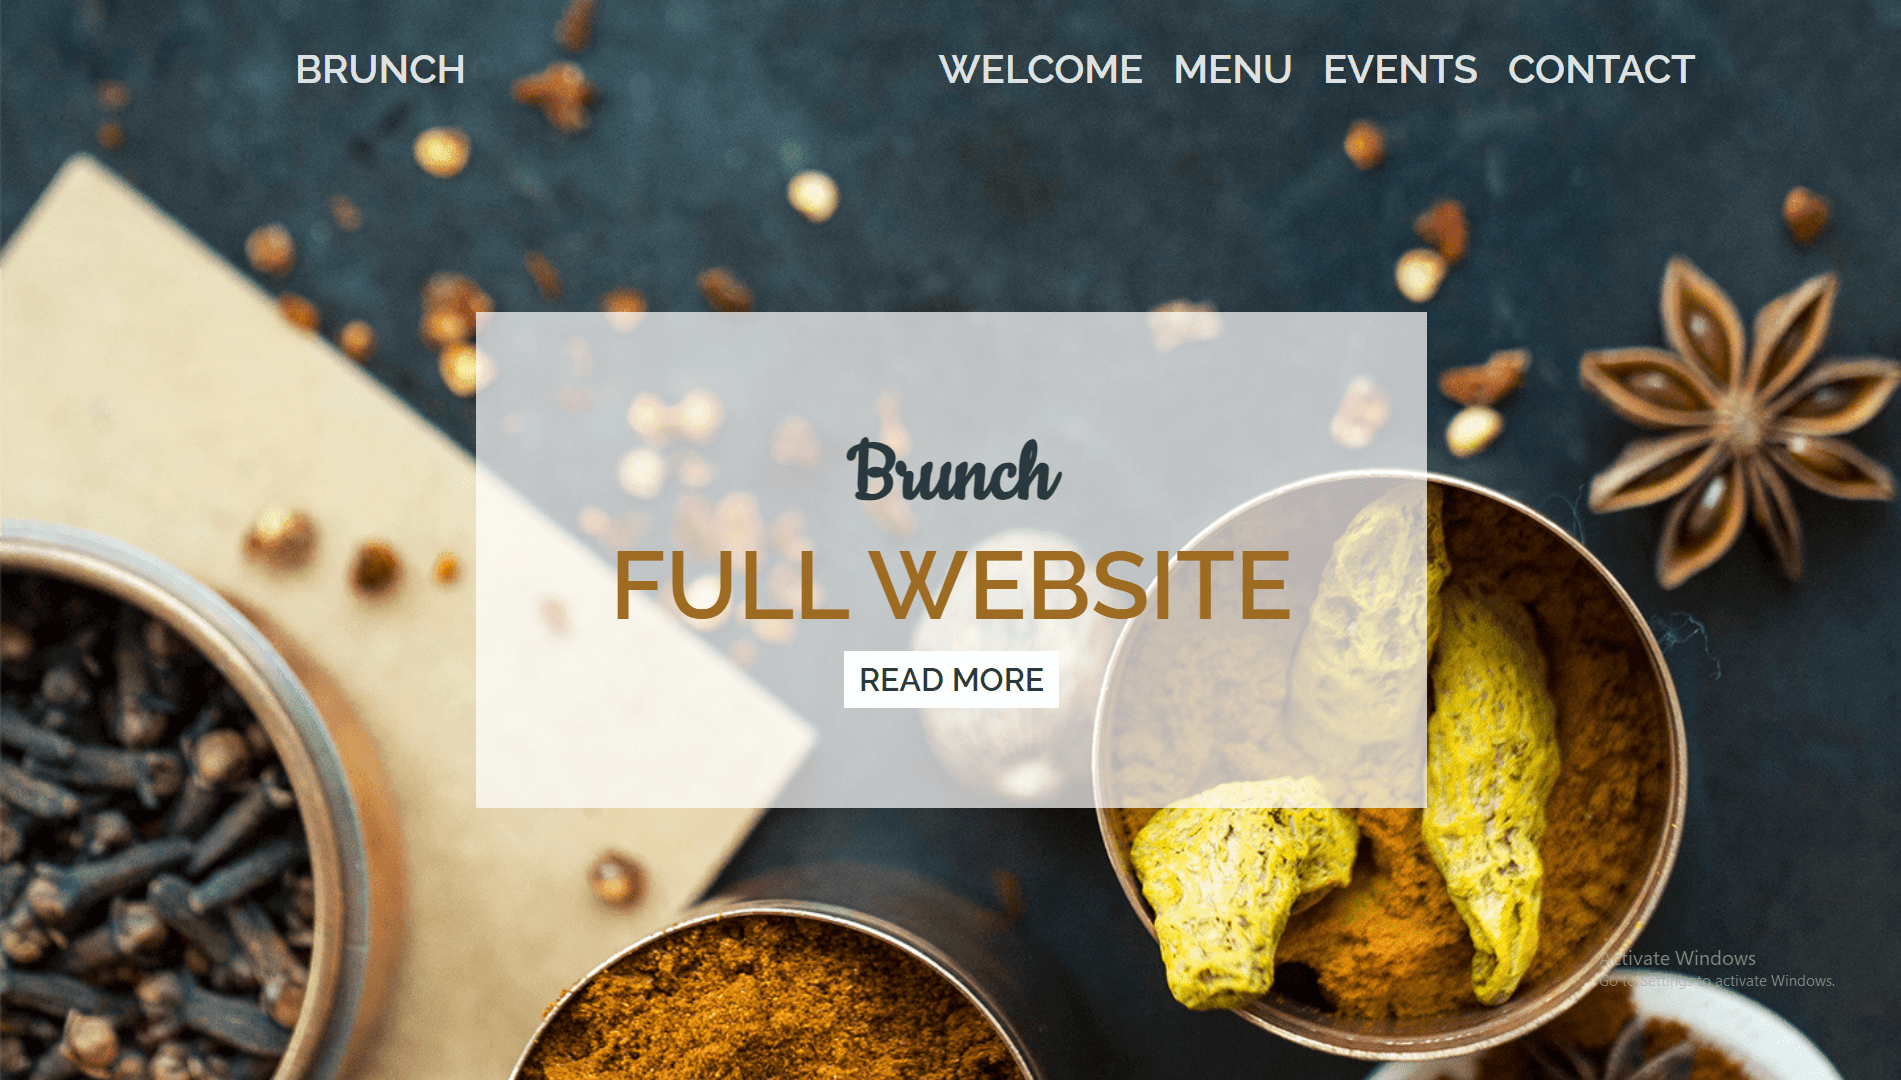 BRUNCH WELCOME MENU EVENTS CONTACT
Brunch
FULL WEBSITE
READ MORE
Activate Windows
Go to Settings to activate Windows.